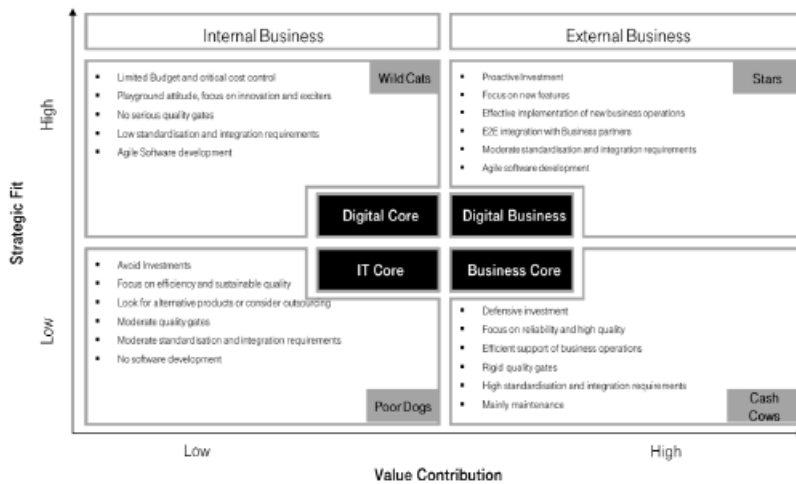 Internal Business
External Business
Limited Budget and critical cost control
Playground attitude, focus on innovation and exciters
No serious quality gates
Low standardisation and integration requirements
Agile Software development
Wild Cats
Proactive Investment
Focus on new features
Effective implementation of new business operations
E2E integration with Business partners
Moderate standardisation and integration requirements
Agile software development
Stars
High
Strategic Fit
Digital Core
Digital Business
IT Core
Business Core
Avoid Investments
Focus on efficiency and sustainable quality
Look for alternative products or consider outsourcing
Moderate quality gates
Moderate standardisation and integration requirements
No software development
Poor Dogs
Defensive investment
Focus on reliability and high quality
Efficient support of business operations
Rigid quality gates
High standardisation and integration requirements
Mainly maintenance
Cash
Cows
Low
Low
High
Value Contribution